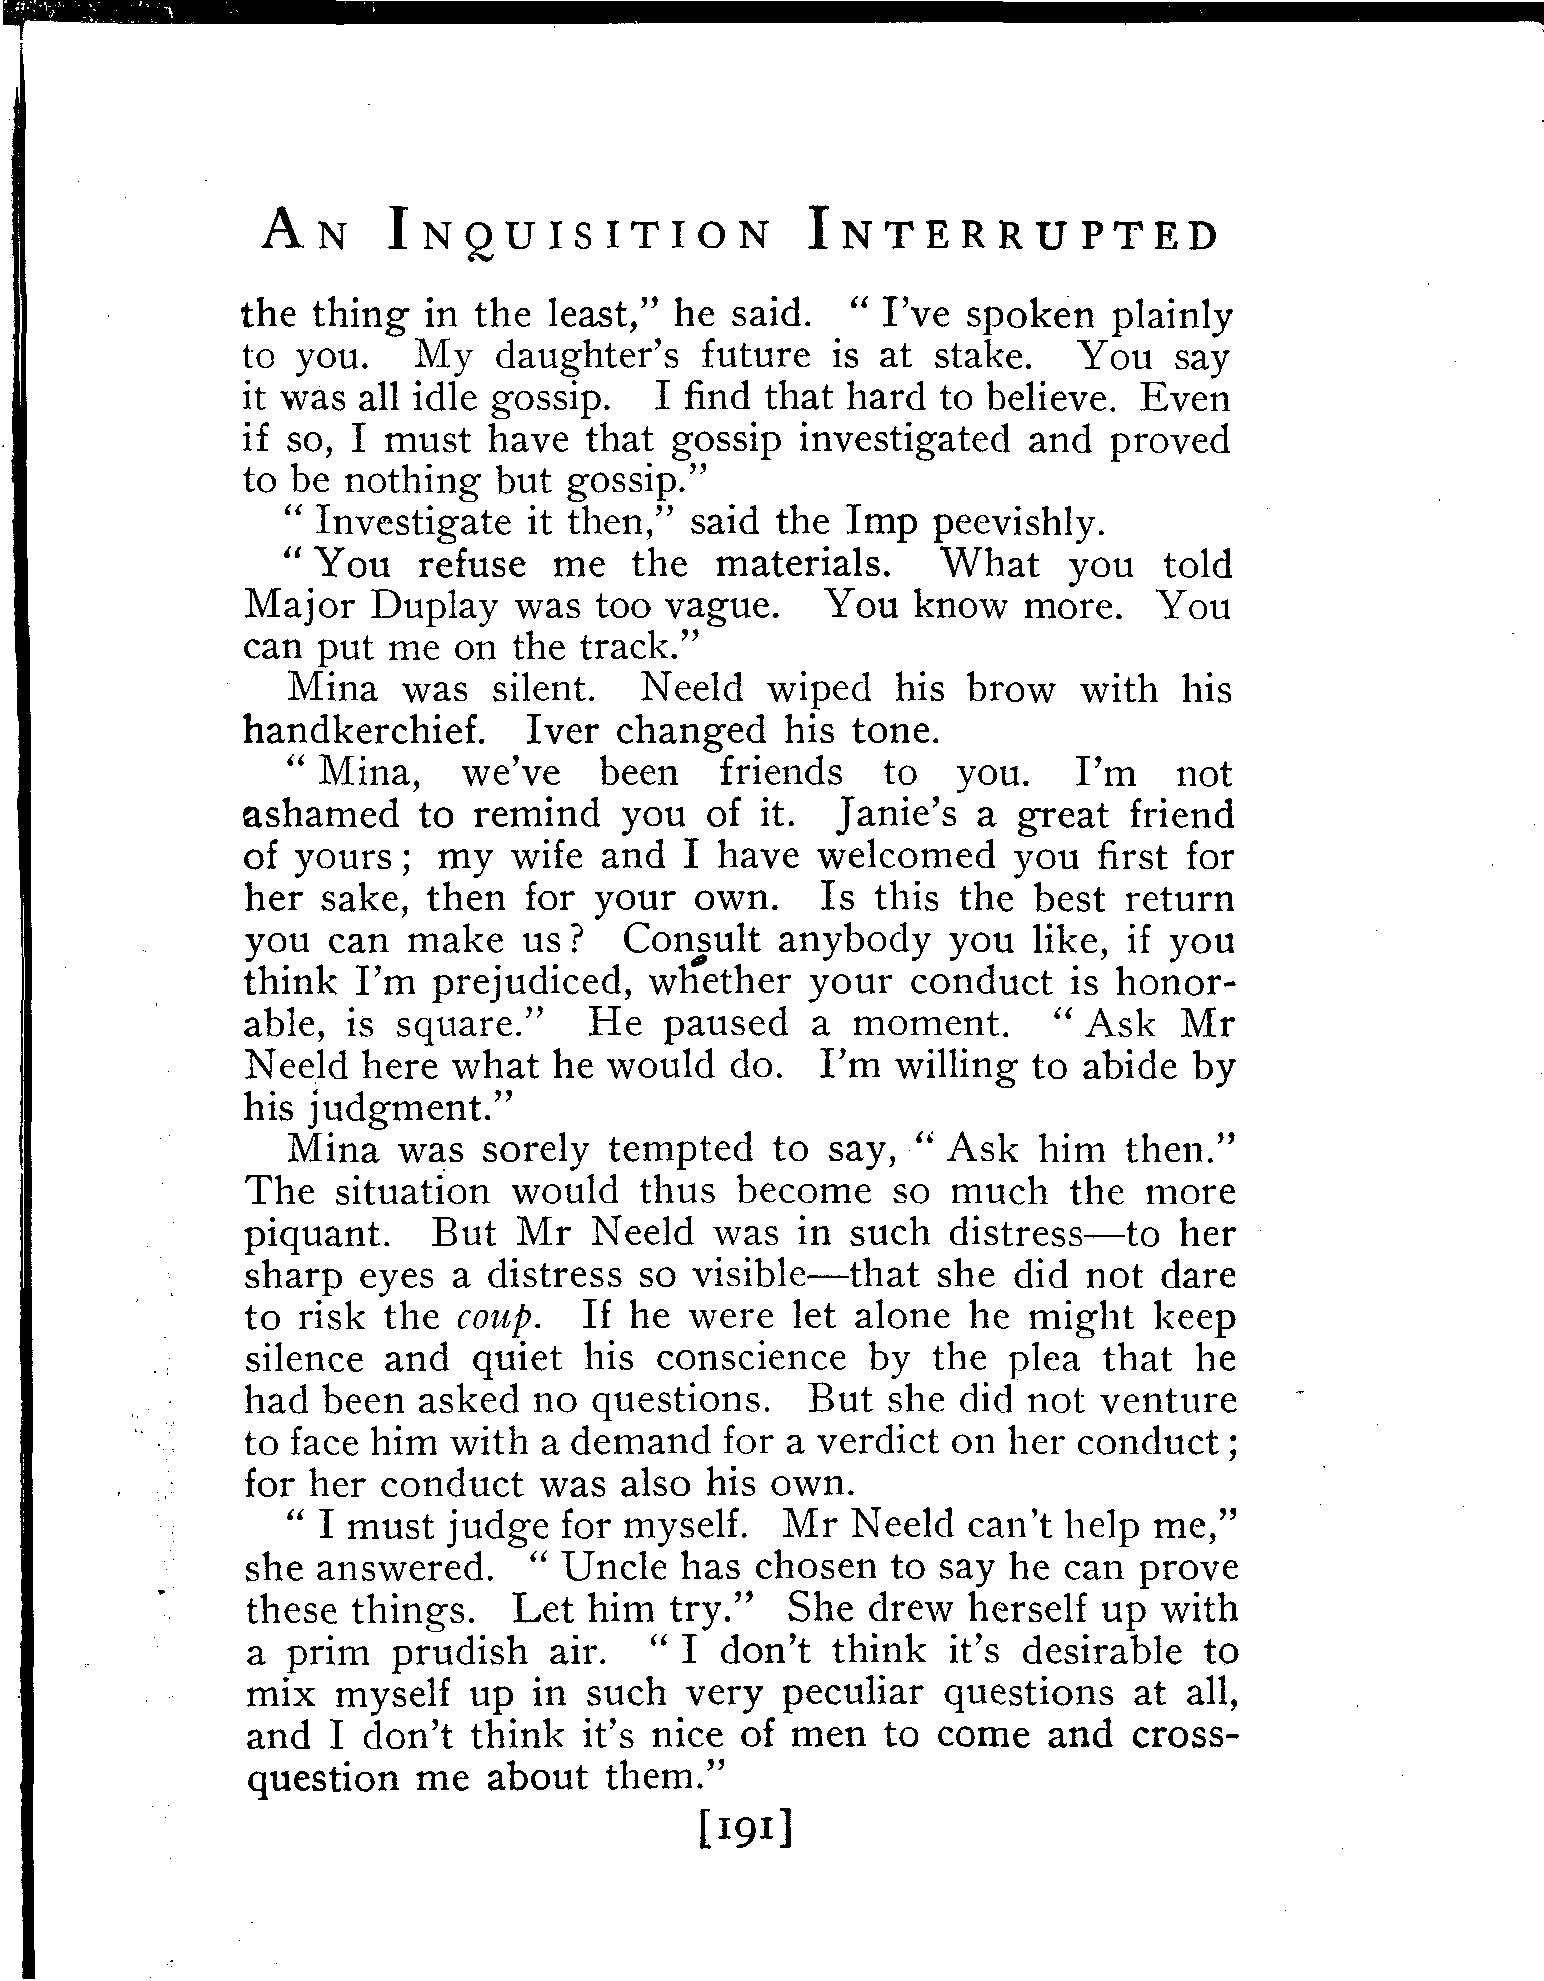 An Inquisition Interrupted
the thing in the least,” he said. “ I've spoken plainly
to you. My daughter's future is at stake. You say
it was all idle gossip. I find that hard to believe. Even
if so, I must have that gossip investigated and proved
to be nothing but gossip.”
“ Investigate it then,” said the Imp peevishly.
“ You refuse me the materials. What you told
Major Duplay was too vague. You know more. You
can put me on the track.”
Mina was silent. Neeld wiped his brow with his
handkerchief. Iver changed his tone.
“ Mina, we've been friends to you. I'm not
ashamed to remind you of it. Janie's a great friend
of yours ; my wife and I have welcomed you first for
her sake, then for your own. Is this the best return
you can make us ? Consult anybody you like, if you
think I'm prejudiced, whether your conduct is honor-
able, is square.” He paused a moment. “ Ask Mr
Neeld here what he would do. I'm willing to abide by
his judgment.”
Mina was sorely tempted to say, “ Ask him then.”
The situation would thus become so much the more
piquant. But Mr Neeld was in such distress—to her
sharp eyes a distress so visible—that she did not dare
to risk the coup. If he were let alone he might keep
silence and quiet his conscience by the plea that he
had been asked no questions. But she did not venture
to face him with a demand for a verdict on her conduct ;
for her conduct was also his own.
“ I must judge for myself. Mr Neeld can't help me,”
she answered. “ Uncle has chosen to say he can prove
these things. Let him try.” She drew herself up with
a prim prudish air. “ I don't think it's desirable to
mix myself up in such very peculiar questions at all,
and I don't think it's nice of men to come and cross-
question me about them.”
[191]